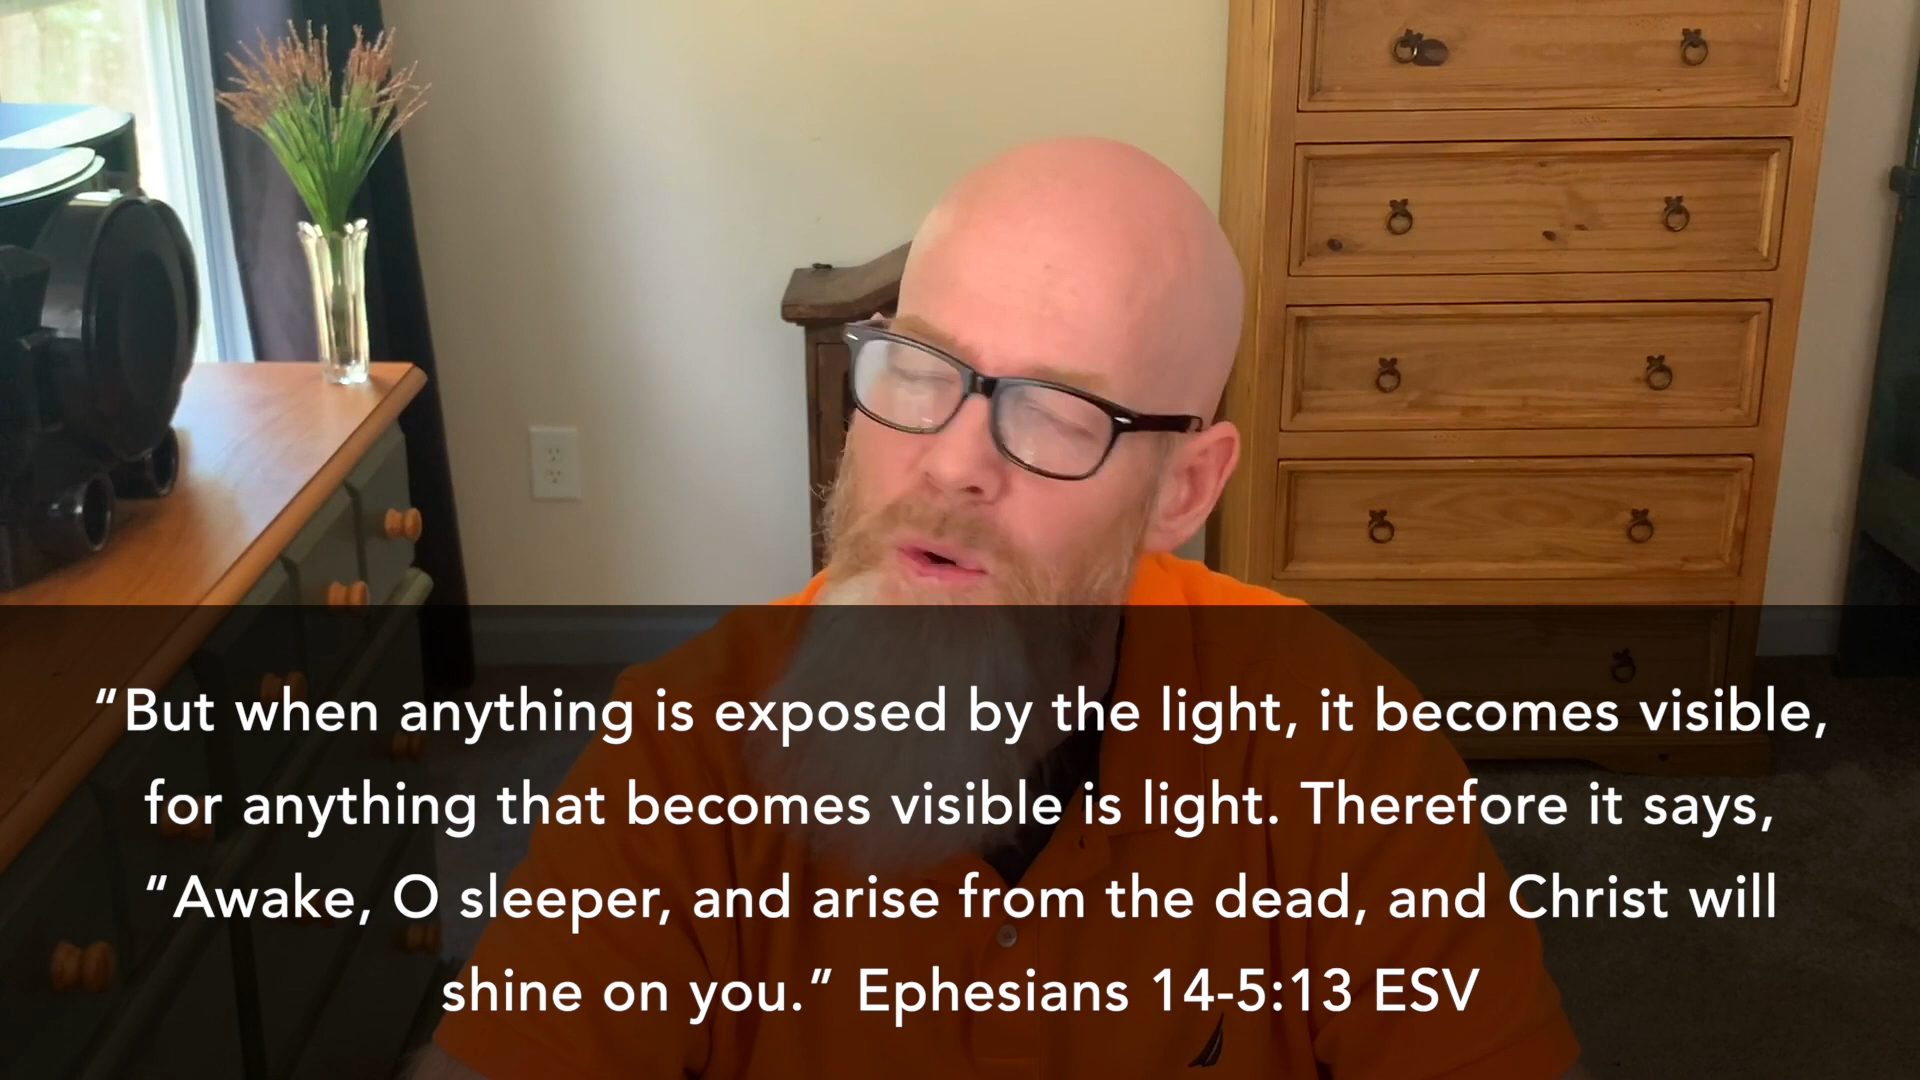 “But when anything is exposed by the light, it becomes visible,
for anything that becomes visible is light. Therefore it says,
“Awake, O sleeper, and arise from the dead, and Christ will
shine on you.” Ephesians 14-5:13 ESV